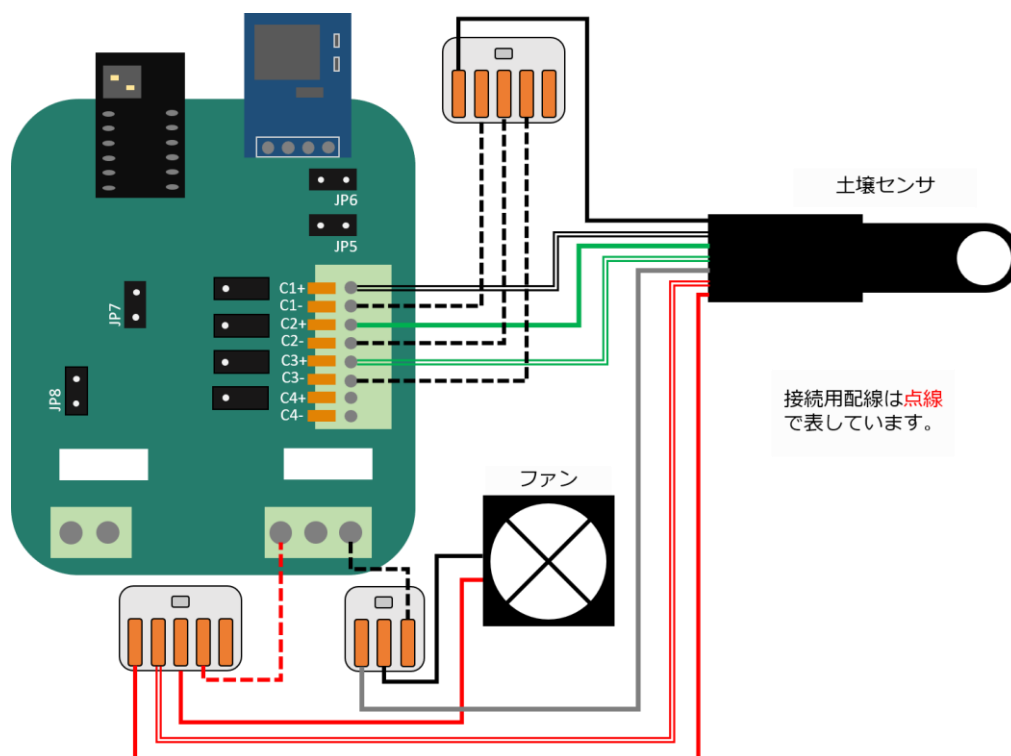 土壌センサ
JP6
JP5
C1+
C1-
C2+
C2-
C3+
C3-
C4+
C4-
JP7
JP8
接続用配線は点線
で表しています。
ファン